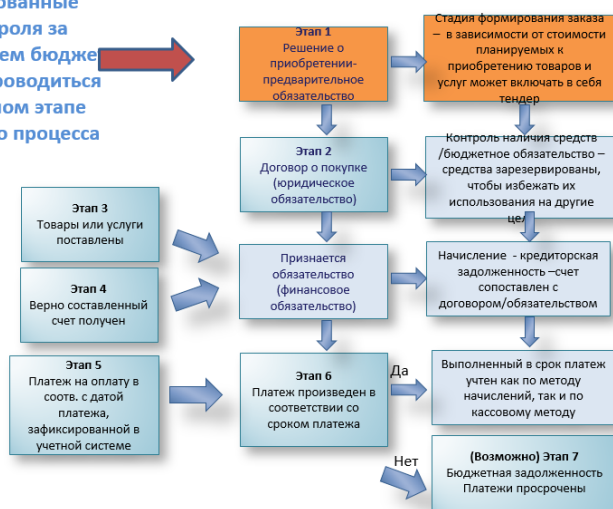 ованные
роля за
ем бюдже
роводиться
ом этапе
о процесса
Этап 1
Решение о
приобретении-
предварительное
обязательство
Стадия формирования заказа
– в зависимости от стоимости
планируемых к
приобретению товаров и
услуг может включать в себя
тендер
Этап 2
Договор о покупке
(юридическое
обязательство)
Контроль наличия средств
/бюджетное обязательство –
средства зарезервированы,
чтобы избежать их
использования на другие
цел
Этап 3
Товары или услуги
поставлены
Этап 4
Верно составленный
счет получен
Признается
обязательство
(финансовое
обязательство)
Начисление - кредиторская
задолженность –счет
сопоставлен с
договором/обязательством
Этап 5
Платеж на оплату в
соотв. с датой
платежа,
зафиксированной в
учетной системе
Этап 6
Платеж произведен в
соответствии со
сроком платежа
Да
Выполненный в срок платеж
учтен как по методу
начислений, так и по
кассовому методу
Нет
(Возможно) Этап 7
Бюджетная задолженность
Платежи просрочены